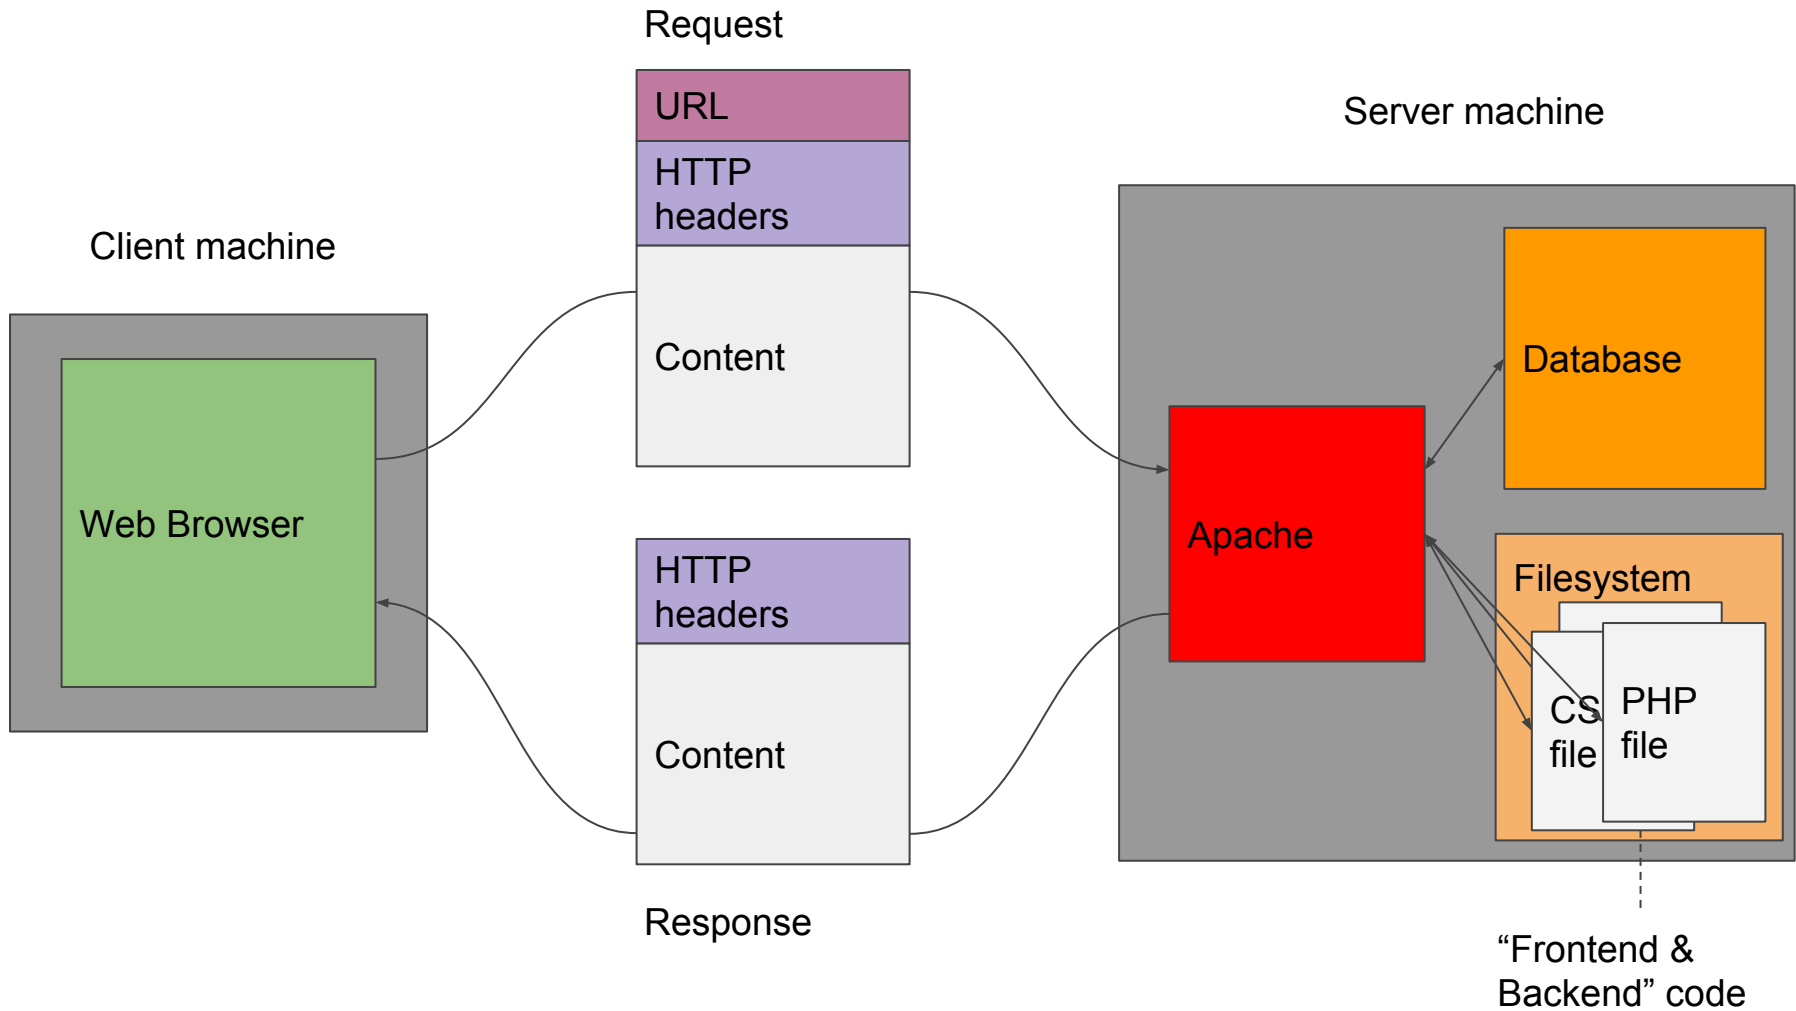 Request
URL
HTTP
headers
Content
Server machine
Client machine
Web Browser
Database
Apache
Filesystem
CS
file
PHP
file
HTTP
headers
Content
Response
“Frontend &
Backend” code